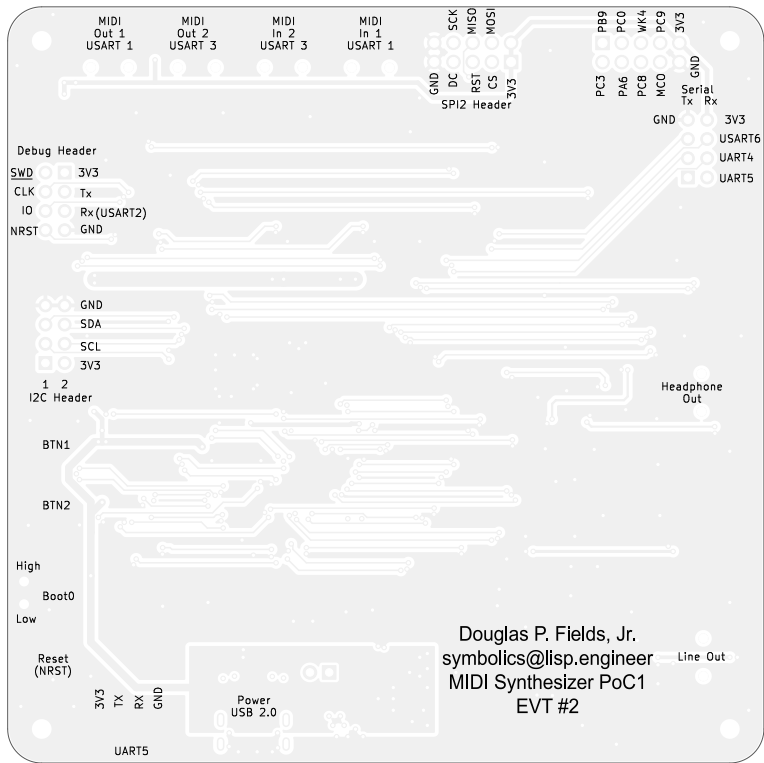 MIDI
Out 1
USART 1
MIDI
Out 2
USART 3
MIDI
In 2
USART 3
MIDI
In 1
USART 1
SCK
MISO
MOSI
GND
DC
RST
CS
3V3
SPI2 Header
PB9
PC0
WK4
PC9
3V3
PC3
PA6
PC8
MCO
GND
Serial
Tx Rx
GND 3V3
USART6
UART4
UART5
Debug Header
SWD 3V3
CLK Tx
IO Rx(USART2)
NRST GND
GND
SDA
SCL
3V3
1 2
I2C Header
Headphone
Out
BTN1
BTN2
High
Boot0
Low
Reset
(NRST)
3V3
TX
RX
GND
UART5
Power
USB 2.0
Douglas P. Fields, Jr.
symbolics@lisp.engineer
MIDI Synthesizer PoC1
EVT #2
Line Out